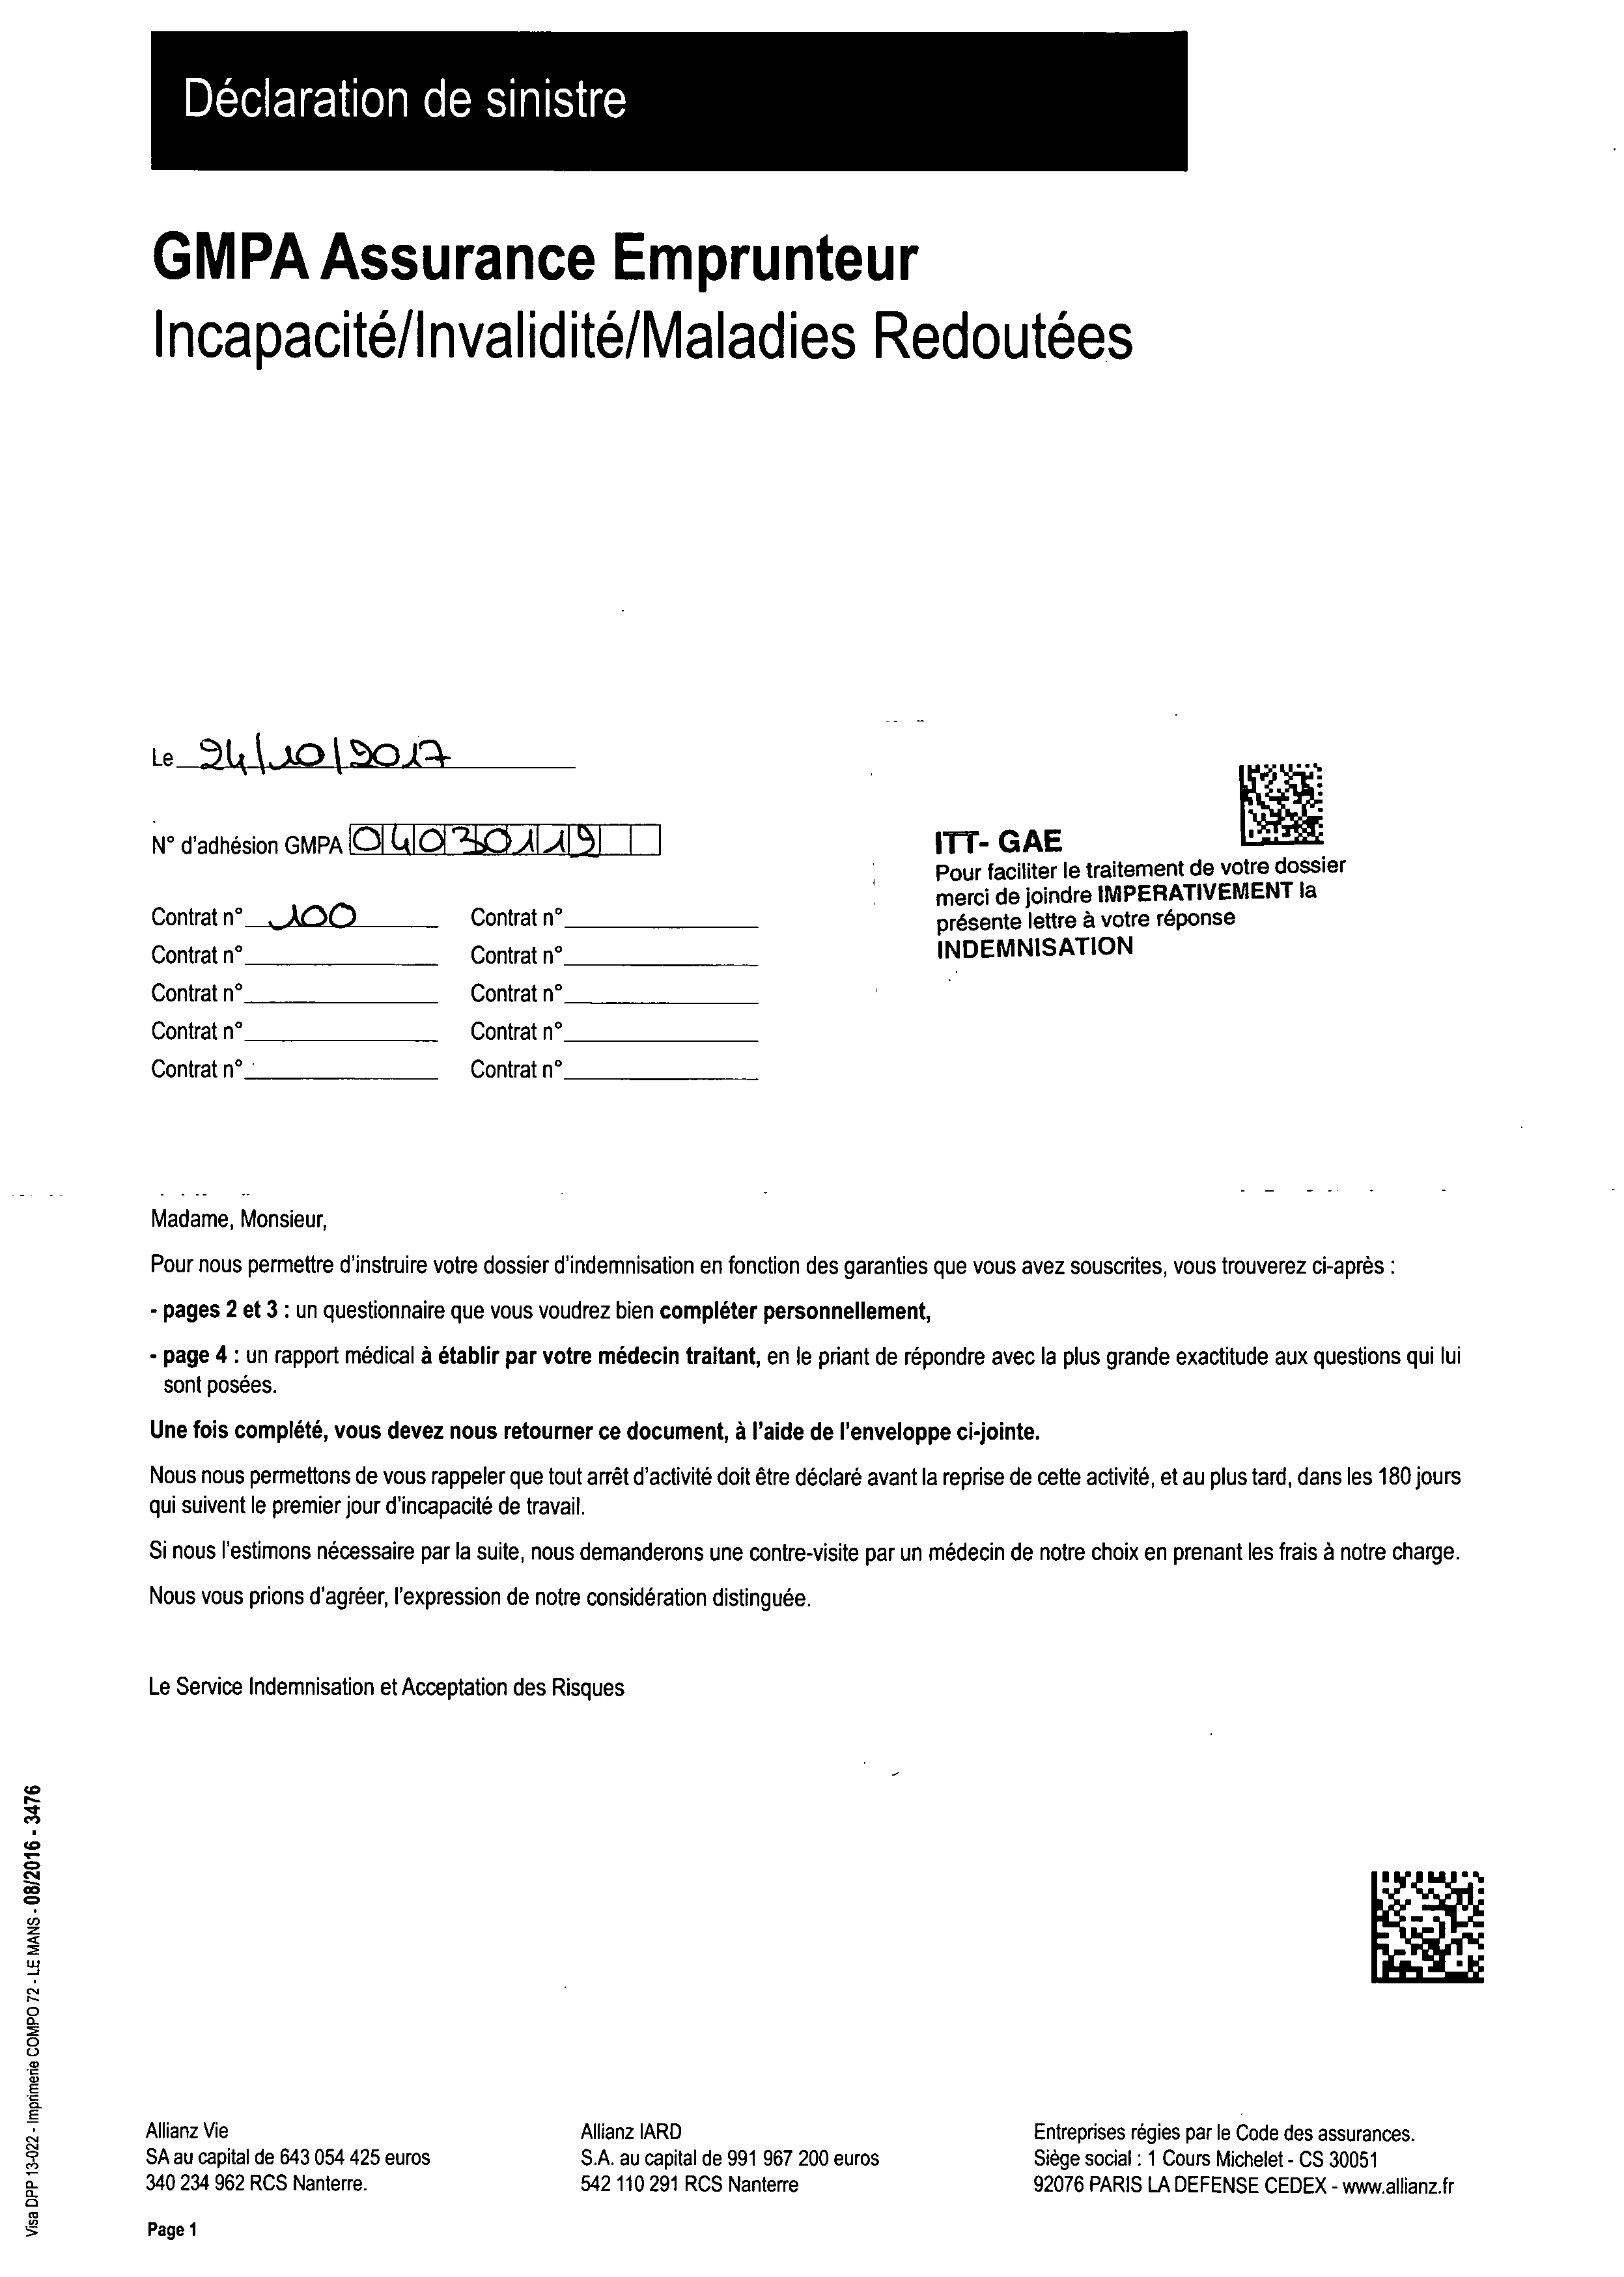 Déclaration de sinistre
GMPA Assurance Emprunteur
Incapacité/Invalidité/Maladies Redoutées
Le 24/10/2017
N° d'adhésion GMPA 04030119
ITT- GAE
Pour faciliter le traitement de votre dossier
merci de joindre IMPERATIVEMENT la
présente lettre à votre réponse
INDEMNISATION
Contrat n° 100 Contrat n°
Contrat n° Contrat n°
Contrat n° Contrat n°
Contrat n° Contrat n°
Contrat n° Contrat n°
Madame, Monsieur,
Pour nous permettre d'instruire votre dossier d'indemnisation en fonction des garanties que vous avez souscrites, vous trouverez ci-après :
- pages 2 et 3 : un questionnaire que vous voudrez bien compléter personnellement,
- page 4 : un rapport médical à établir par votre médecin traitant, en le priant de répondre avec la plus grande exactitude aux questions qui lui
sont posées.
Une fois complété, vous devez nous retourner ce document, à l'aide de l'enveloppe ci-jointe.
Nous nous permettons de vous rappeler que tout arrêt d'activité doit être déclaré avant la reprise de cette activité, et au plus tard, dans les 180 jours
qui suivent le premier jour d'incapacité de travail.
Si nous l'estimons nécessaire par la suite, nous demanderons une contre-visite par un médecin de notre choix en prenant les frais à notre charge.
Nous vous prions d'agréer, l'expression de notre considération distinguée.
Le Service Indemnisation et Acceptation des Risques
Visa DPP 13-022 - Imprimerie COMPO 72 - LE MANS - 08/2016 - 3476
Allianz Vie
SA au capital de 643 054 425 euros
340 234 962 RCS Nanterre.
Allianz IARD
S.A. au capital de 991 967 200 euros
542 110 291 RCS Nanterre
Entreprises régies par le Code des assurances.
Siège social : 1 Cours Michelet - CS 30051
92076 PARIS LA DEFENSE CEDEX - www.allianz.fr
Page 1